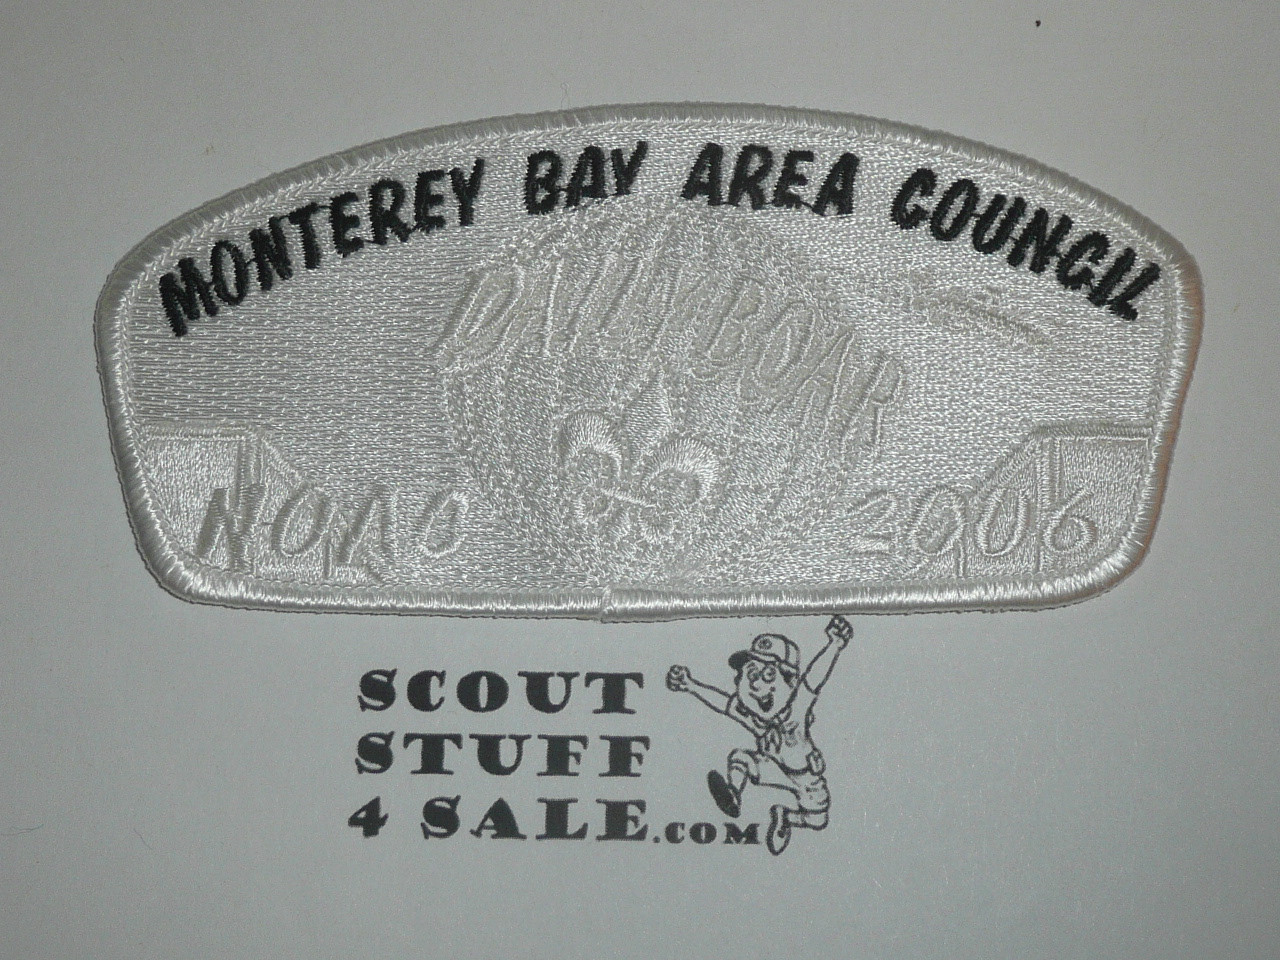 MONTEREY BAY AREA COUNCIL
NOAC 2006
SCOUT
STUFF
4 SALE.COM